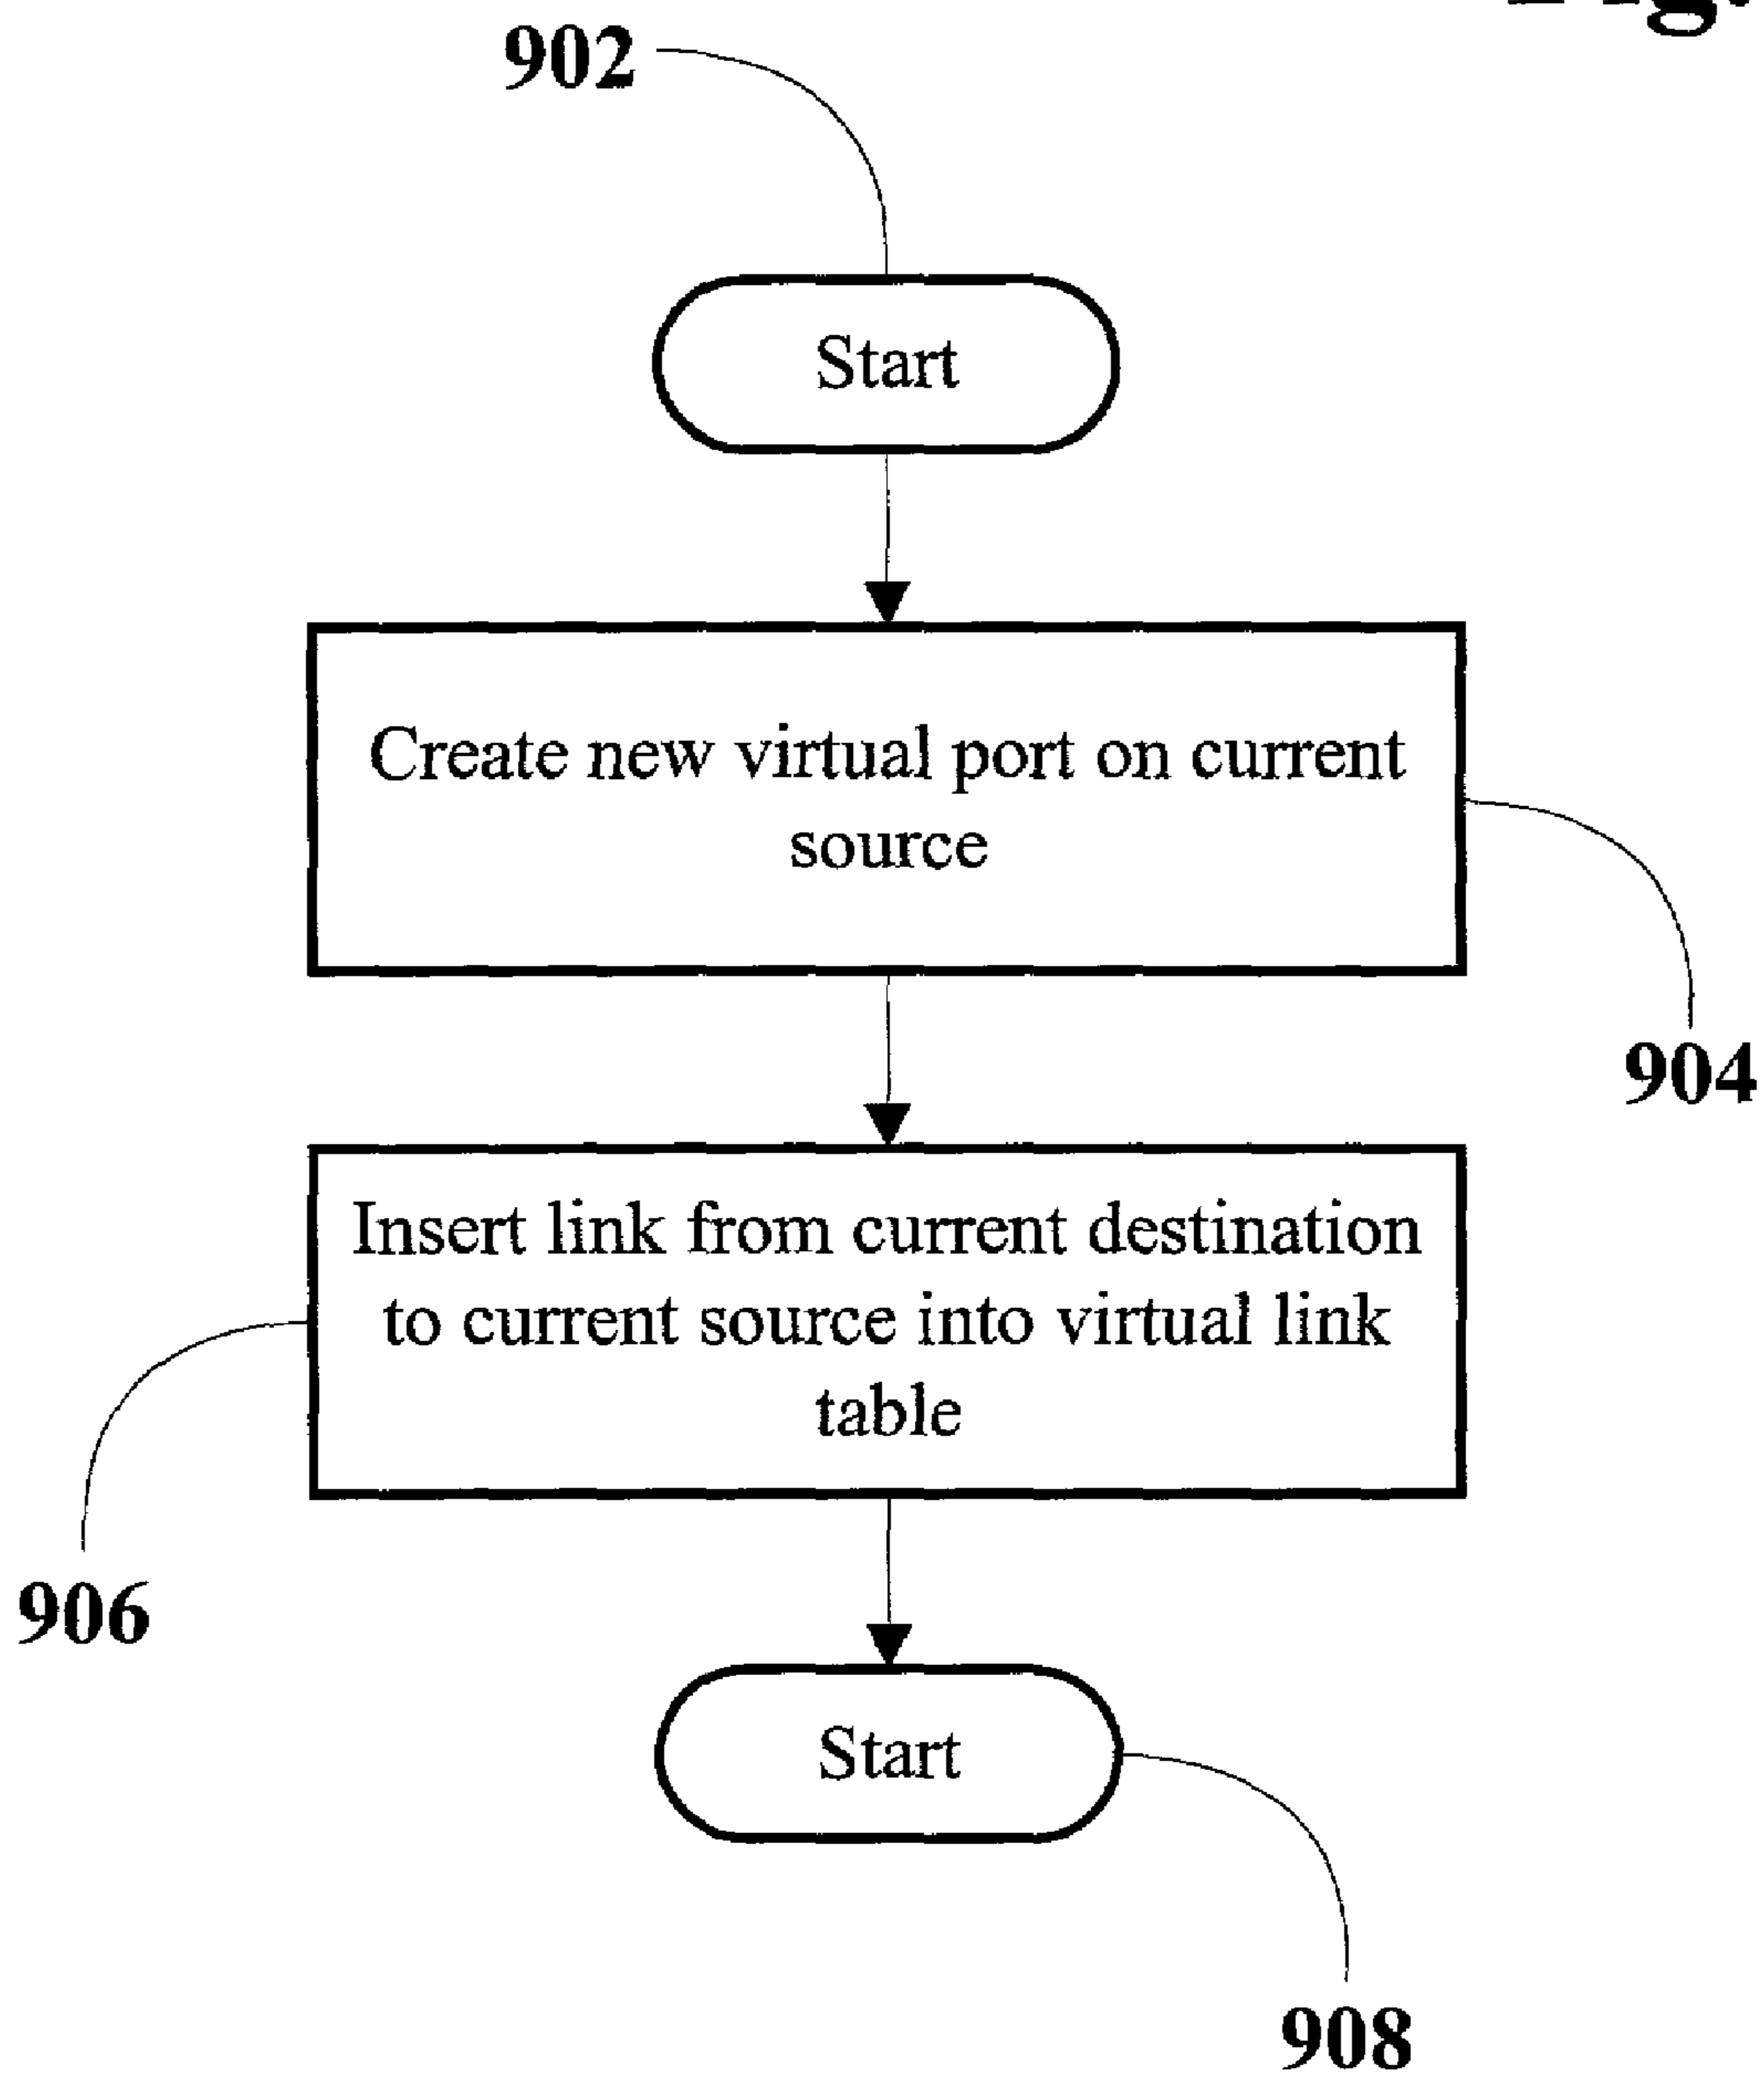 902
Start
Create new virtual port on current
source
904
Insert link from current destination
to current source into virtual link
table
906
Start
908